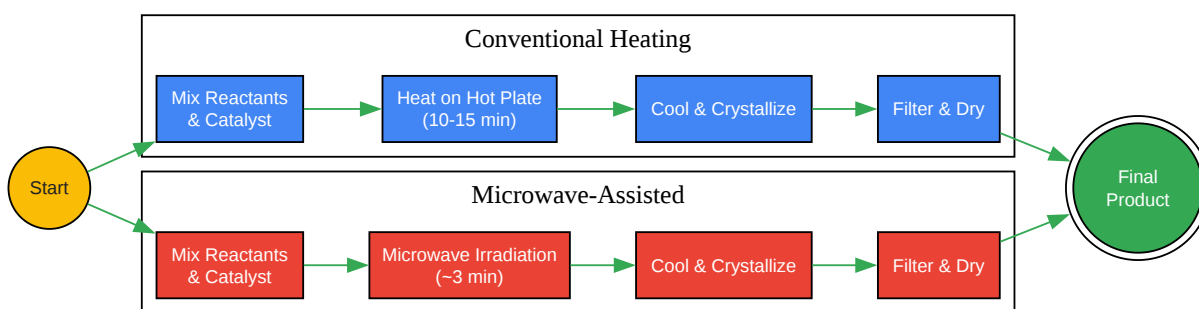 Start
Conventional Heating
Mix Reactants
& Catalyst
Heat on Hot Plate
(10-15 min)
Cool & Crystallize
Filter & Dry
Microwave-Assisted
Mix Reactants
& Catalyst
Microwave Irradiation
(~3 min)
Cool & Crystallize
Filter & Dry
Final
Product